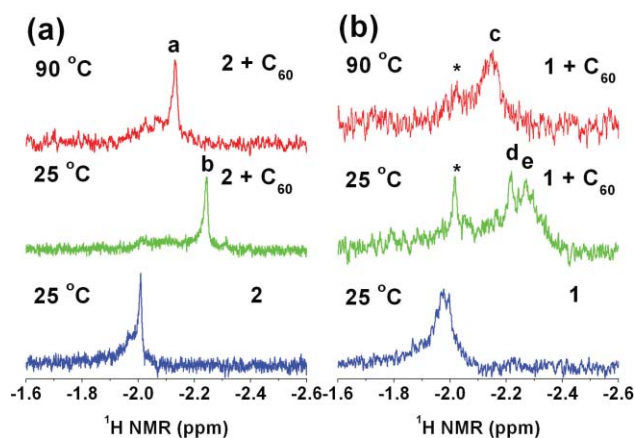 (a)
a
90 °C
2 + C60
b
25 °C
2 + C60
25 °C
2
-1.6 -1.8 -2.0 -2.2 -2.4 -2.6
1H NMR (ppm)
(b)
c
90 °C
*
1 + C60
25 °C
*
d e
1 + C60
25 °C
1
-1.6 -1.8 -2.0 -2.2 -2.4 -2.6
1H NMR (ppm)